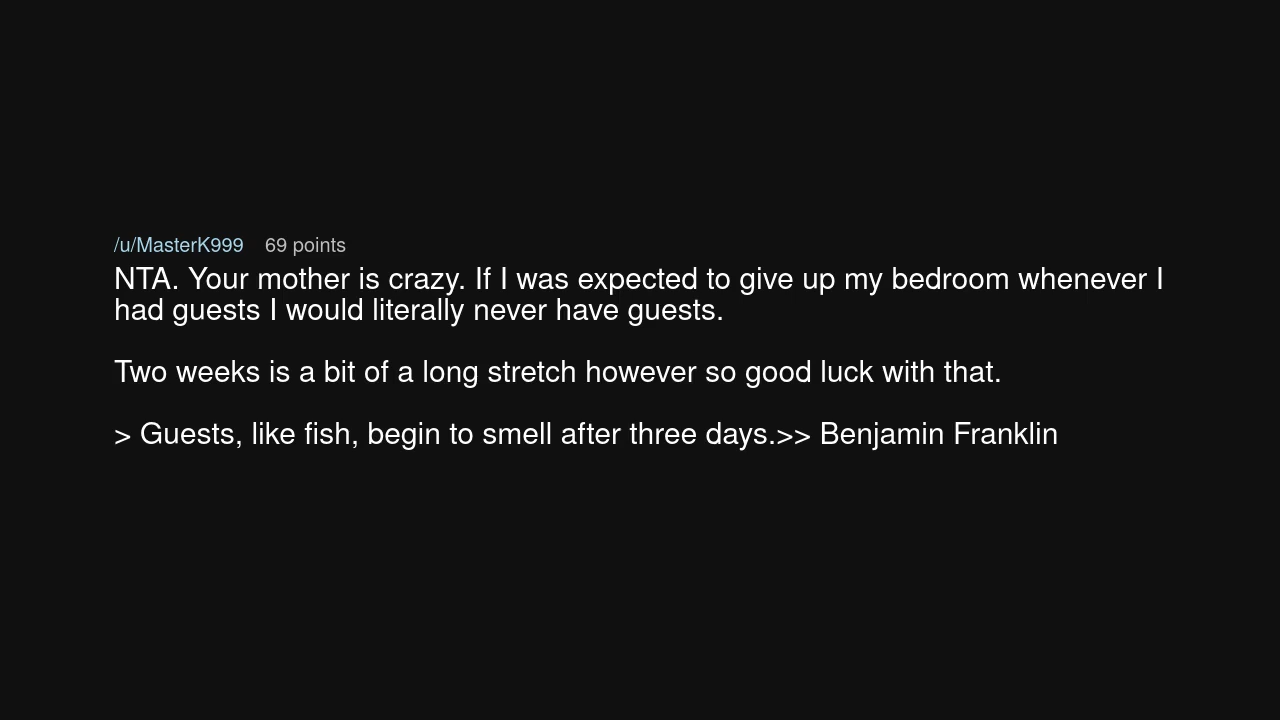 /u/MasterK999 69 points
NTA. Your mother is crazy. If I was expected to give up my bedroom whenever I
had guests I would literally never have guests.
Two weeks is a bit of a long stretch however so good luck with that.
> Guests, like fish, begin to smell after three days.>> Benjamin Franklin